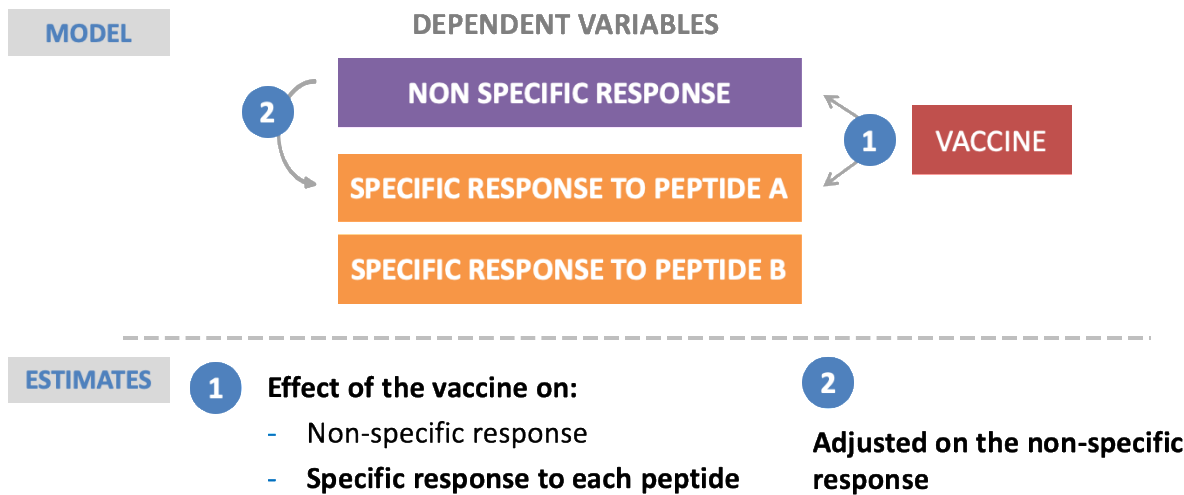 MODEL
DEPENDENT VARIABLES
NON SPECIFIC RESPONSE
2
1
VACCINE
SPECIFIC RESPONSE TO PEPTIDE A
SPECIFIC RESPONSE TO PEPTIDE B
ESTIMATES
1
Effect of the vaccine on:
- Non-specific response
- Specific response to each peptide
2
Adjusted on the non-specific
response